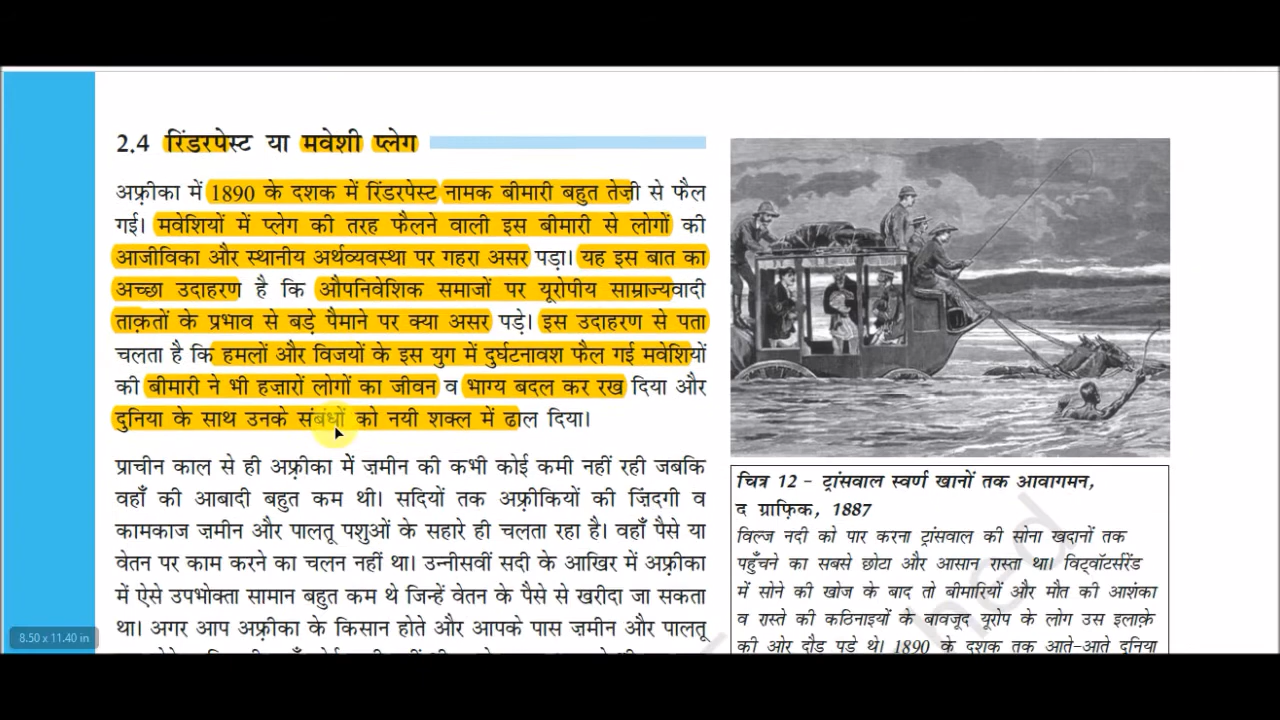 2.4 रिंडरपेस्ट या मवेशी प्लेग
अफ़्रीका में 1890 के दशक में रिंडरपेस्ट नामक बीमारी बहुत तेज़ी से फैल
गई। मवेशियों में प्लेग की तरह फैलने वाली इस बीमारी से लोगों की
आजीविका और स्थानीय अर्थव्यवस्था पर गहरा असर पड़ा। यह इस बात का
अच्छा उदाहरण है कि औपनिवेशिक समाजों पर यूरोपीय साम्राज्यवादी
ताक़तों के प्रभाव से बड़े पैमाने पर क्या असर पड़े। इस उदाहरण से पता
चलता है कि हमलों और विजयों के इस युग में दुर्घटनावश फैल गई मवेशियों
की बीमारी ने भी हज़ारों लोगों का जीवन व भाग्य बदल कर रख दिया और
दुनिया के साथ उनके संबंधों को नयी शक्ल में ढाल दिया।
प्राचीन काल से ही अफ़्रीका में ज़मीन की कभी कोई कमी नहीं रही जबकि
वहाँ की आबादी बहुत कम थी। सदियों तक अफ़्रीकियों की ज़िंदगी व
कामकाज ज़मीन और पालतू पशुओं के सहारे ही चलता रहा है। वहाँ पैसे या
वेतन पर काम करने का चलन नहीं था। उन्नीसवीं सदी के आखिर में अफ़्रीका
में ऐसे उपभोक्ता सामान बहुत कम थे जिन्हें वेतन के पैसे से खरीदा जा सकता
था। अगर आप अफ़्रीका के किसान होते और आपके पास ज़मीन और पालतू
चित्र 12 – ट्रांसवाल स्वर्ण खानों तक आवागमन,
द ग्राफ़िक, 1887
विल्ज नदी को पार करना ट्रांसवाल की सोना खदानों तक
पहुँचने का सबसे छोटा और आसान रास्ता था। विट्वॉटर्सरैंड
में सोने की खोज के बाद तो बीमारियों और मौत की आशंका
व रास्ते की कठिनाइयों के बावजूद यूरोप के लोग उस इलाक़े
की ओर दौड़ पड़े थे। 1890 के दशक तक आते-आते दुनिया
hed
8.50 x 11.40 in